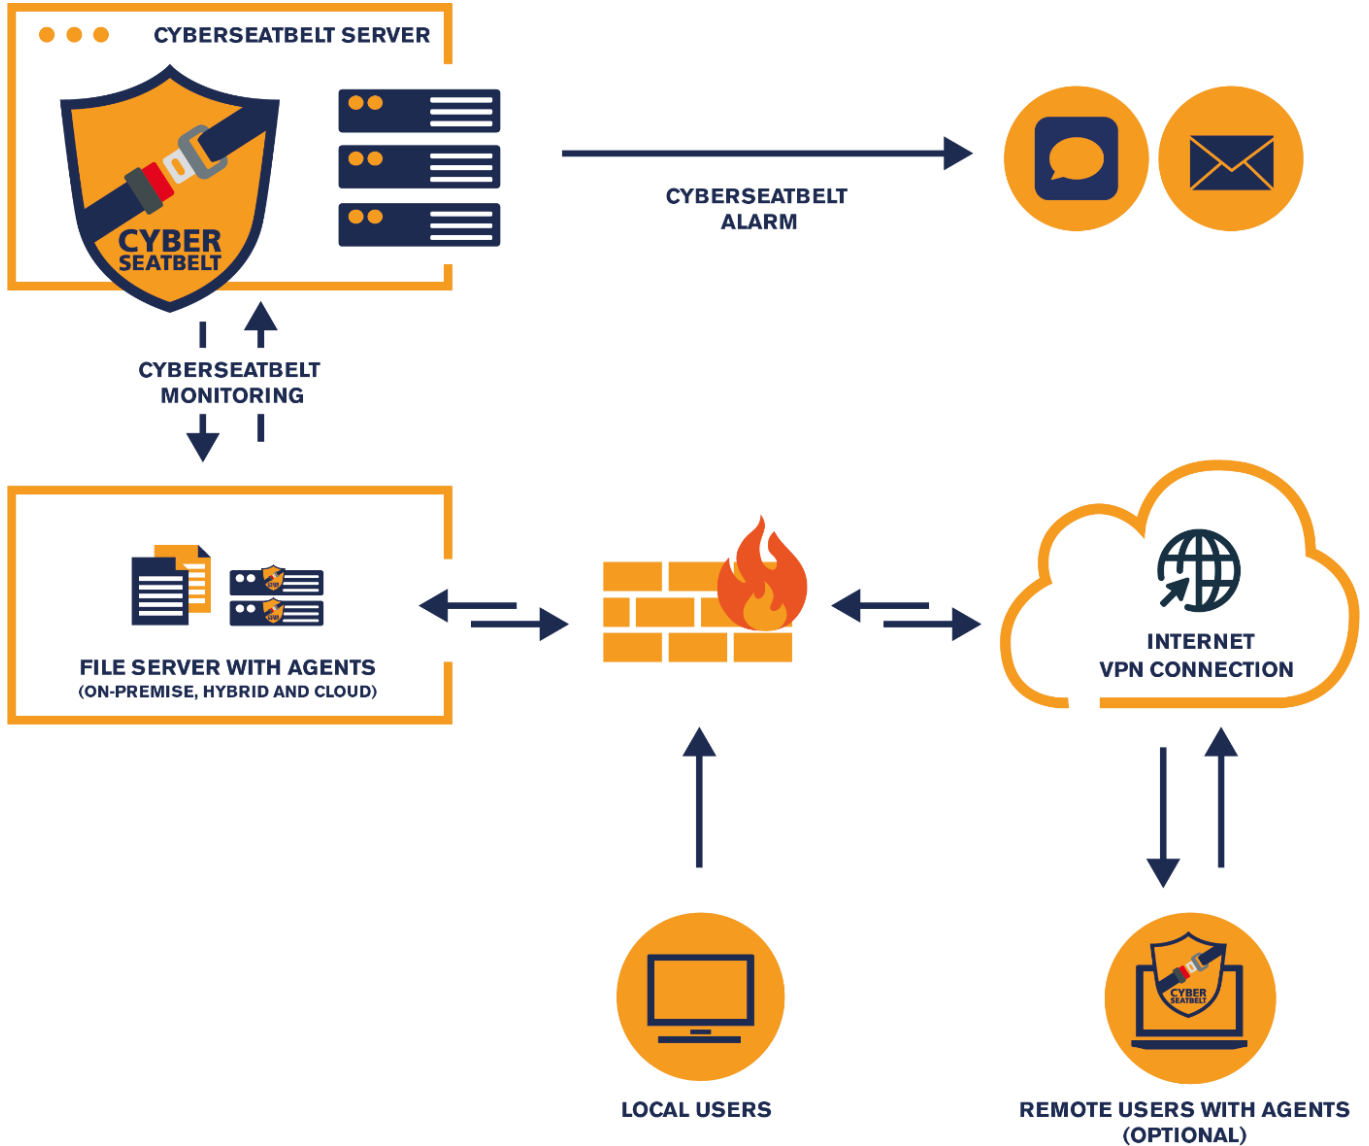 CYBERSEATBELT SERVER
CYBER
SEATBELT
CYBERSEATBELT
ALARM
CYBERSEATBELT
MONITORING
FILE SERVER WITH AGENTS
(ON-PREMISE, HYBRID AND CLOUD)
INTERNET
VPN CONNECTION
CYBER
SEATBELT
LOCAL USERS
REMOTE USERS WITH AGENTS
(OPTIONAL)